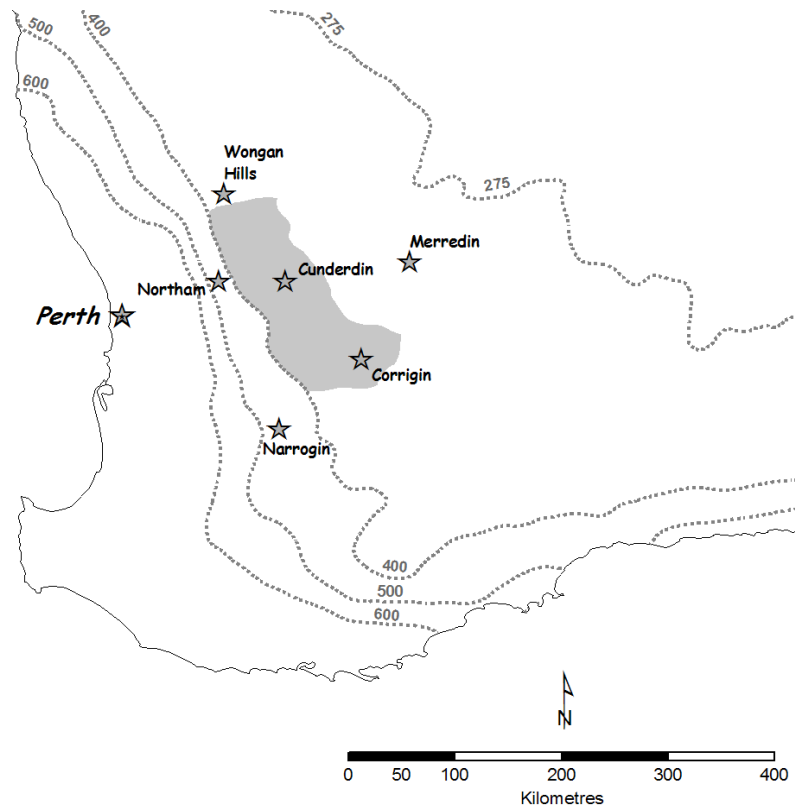 400
275
500
600
Wongan
Hills
275
Merredin
Northam
Cunderdin
Perth
Corrigin
Narrogin
400
500
600
N
0 50 100 200 300 400
Kilometres